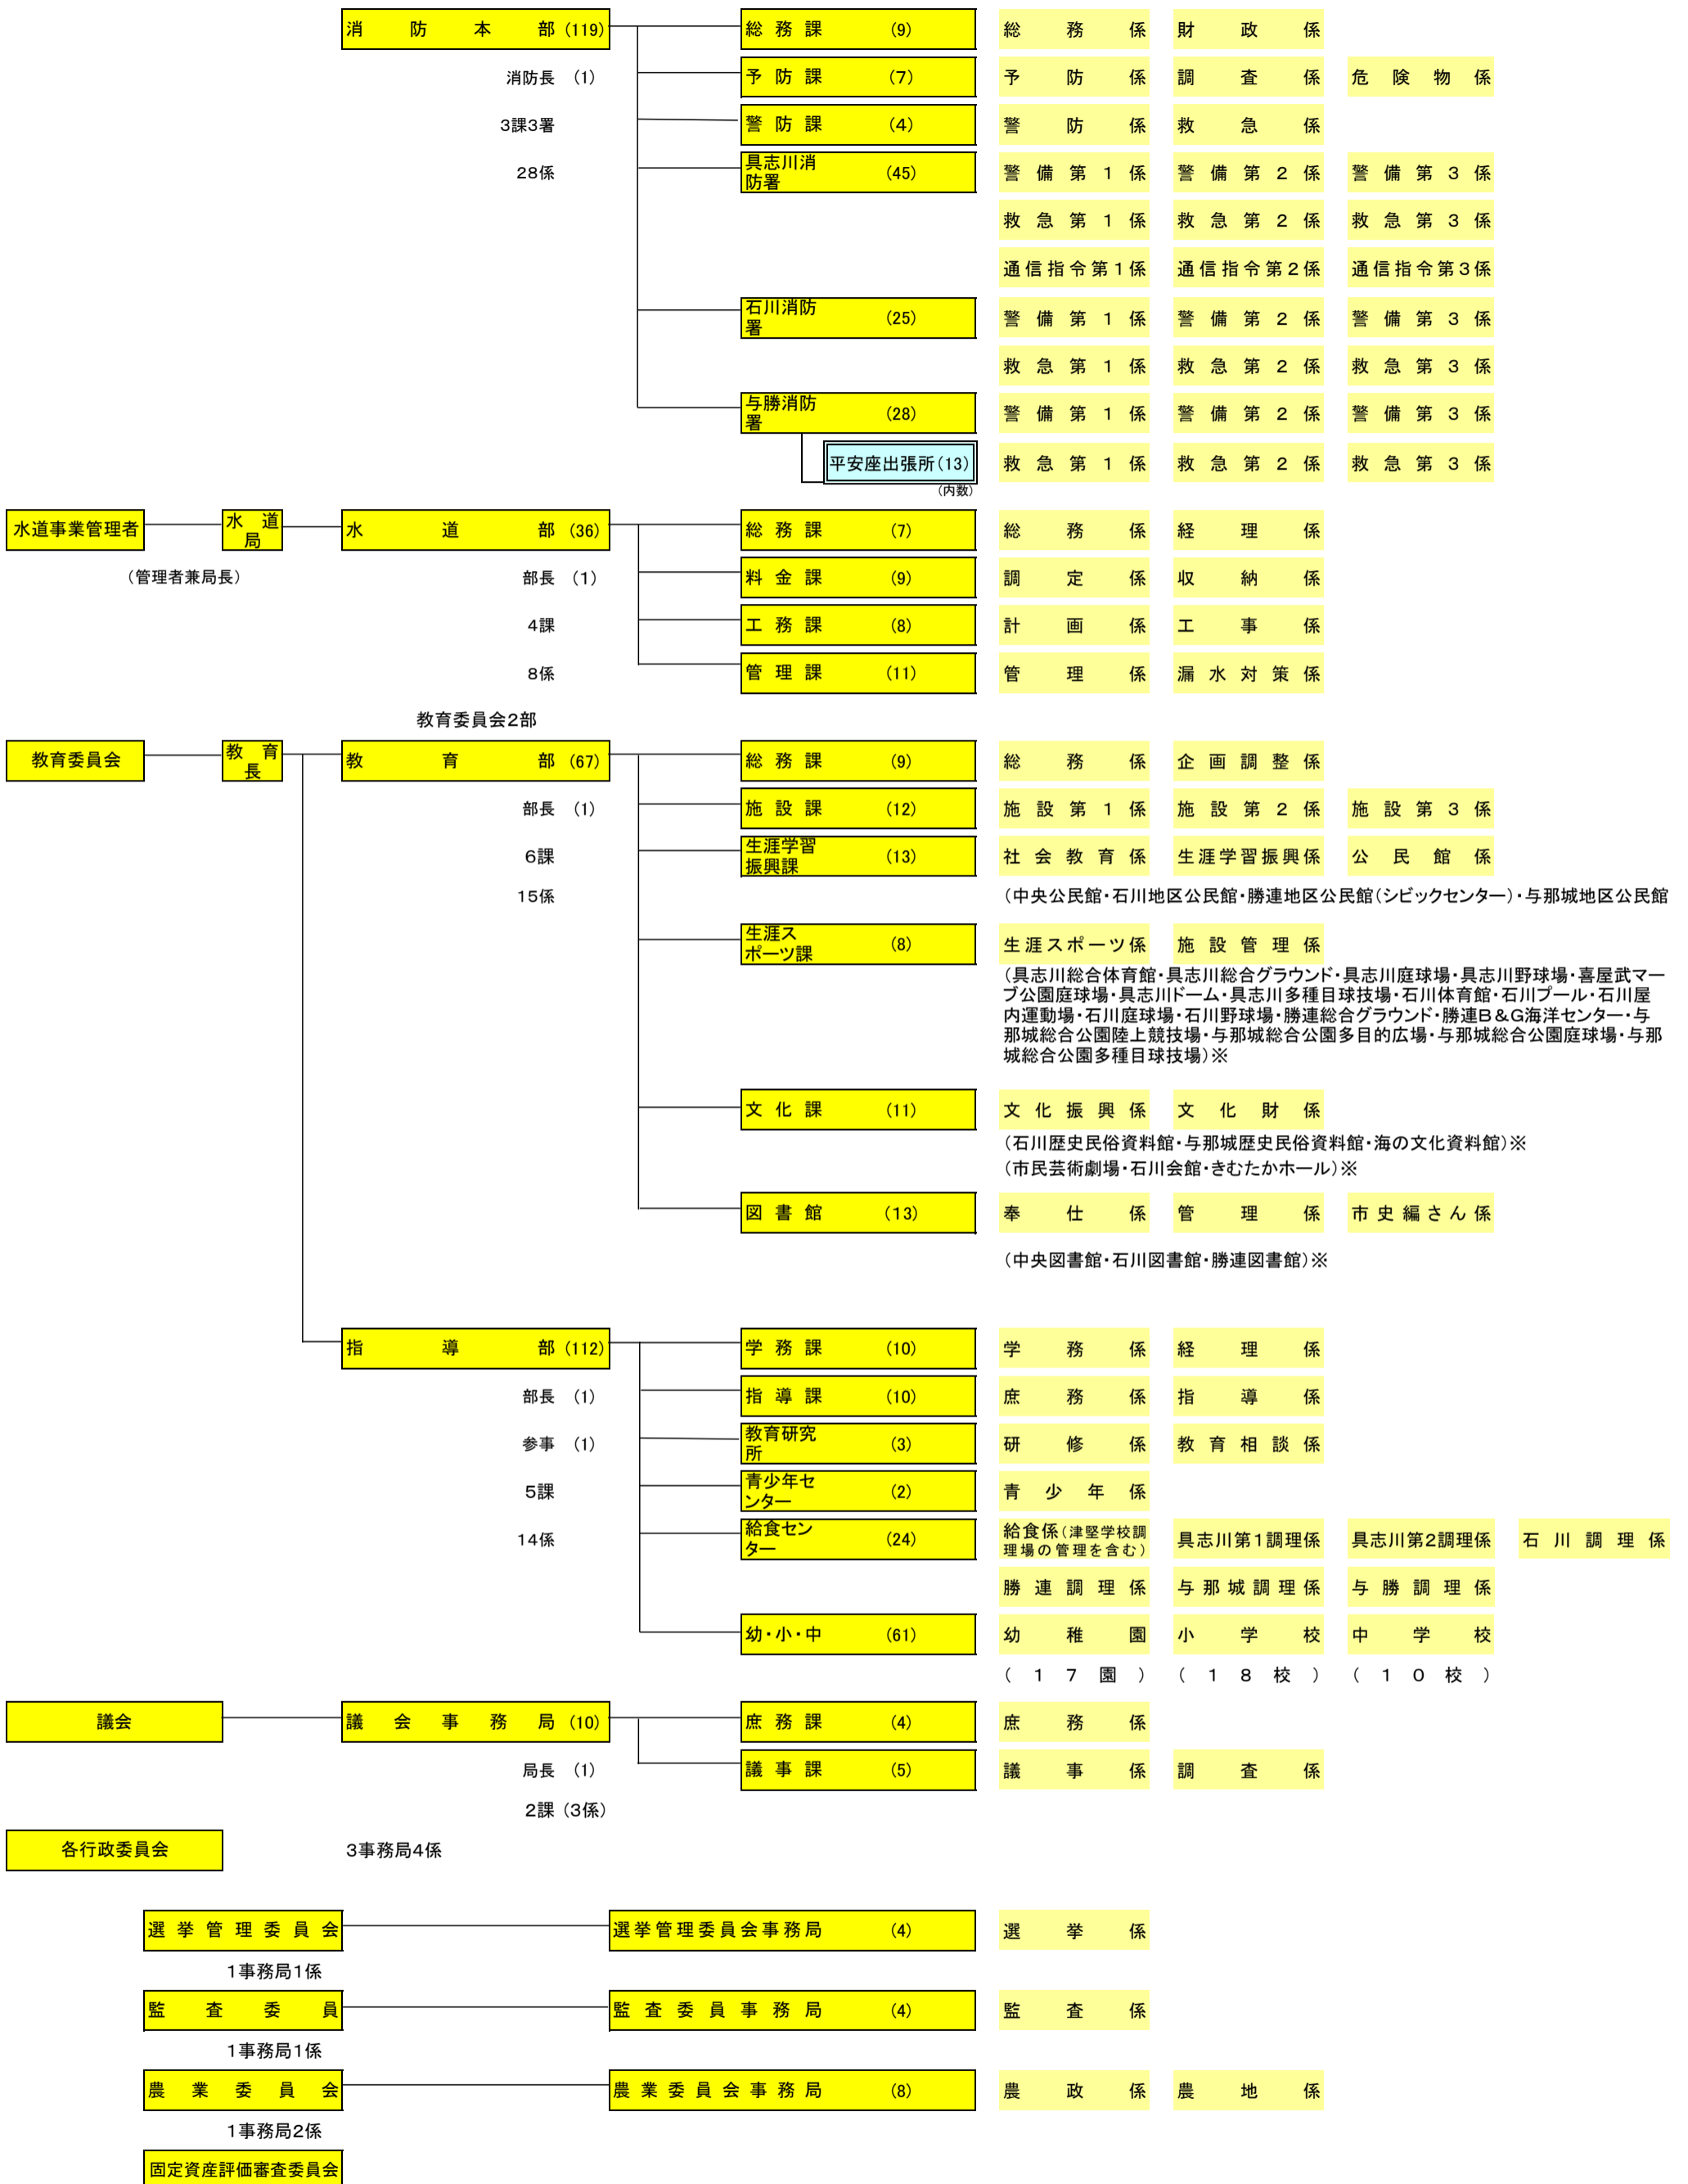 消防本部(119) 総務課 (9) 総務係 財政係
消防長 (1) 予防課 (7) 予防係 調査係 危険物係
3課3署 警防課 (4) 警防係 救急係
28係 具志川消防署 (45) 警備第1係 警備第2係 警備第3係
救急第1係 救急第2係 救急第3係
通信指令第1係 通信指令第2係 通信指令第3係
石川消防署 (25) 警備第1係 警備第2係 警備第3係
救急第1係 救急第2係 救急第3係
与勝消防署 (28) 警備第1係 警備第2係 警備第3係
平安座出張所(13) 救急第1係 救急第2係 救急第3係
(内数)
水道事業管理者 水道局 水道部(36) 総務課 (7) 総務係 経理係
(管理者兼局長) 部長 (1) 料金課 (9) 調定係 収納係
4課 工務課 (8) 計画係 工事係
8係 管理課 (11) 管理係 漏水対策係
教育委員会2部
教育委員会 教育長 教育部(67) 総務課 (9) 総務係 企画調整係
部長 (1) 施設課 (12) 施設第1係 施設第2係 施設第3係
6課 生涯学習振興課 (13) 社会教育係 生涯学習振興係 公民館係
15係 (中央公民館・石川地区公民館・勝連地区公民館(シビックセンター)・与那城地区公民館
生涯スポーツ課 (8) 生涯スポーツ係 施設管理係
(具志川総合体育館・具志川総合グラウンド・具志川庭球場・具志川野球場・喜屋武マー
ブ公園庭球場・具志川ドーム・具志川多種目球技場・石川体育館・石川プール・石川屋
内運動場・石川庭球場・石川野球場・勝連総合グラウンド・勝連B&G海洋センター・与
那城総合公園陸上競技場・与那城総合公園多目的広場・与那城総合公園庭球場・与那
城総合公園多種目球技場)※
文化課 (11) 文化振興係 文化財係
(石川歴史民俗資料館・与那城歴史民俗資料館・海の文化資料館)※
(市民芸術劇場・石川会館・きむたかホール)※
図書館 (13) 奉仕係 管理係 市史編さん係
(中央図書館・石川図書館・勝連図書館)※
指導部(112) 学務課 (10) 学務係 経理係
部長 (1) 指導課 (10) 庶務係 指導係
参事 (1) 教育研究所 (3) 研修係 教育相談係
5課 青少年センター (2) 青少年係
14係 給食センター (24) 給食係(津堅学校調理場の管理を含む) 具志川第1調理係 具志川第2調理係 石川調理係
勝連調理係 与那城調理係 与勝調理係
幼・小・中 (61) 幼稚園 小学校 中学校
(17園) (18校) (10校)
議会 議会事務局(10) 庶務課 (4) 庶務係
局長 (1) 議事課 (5) 議事係 調査係
2課(3係)
各行政委員会 3事務局4係
選挙管理委員会 選挙管理委員会事務局 (4) 選挙係
1事務局1係
監査委員 監査委員事務局 (4) 監査係
1事務局1係
農業委員会 農業委員会事務局 (8) 農政係 農地係
1事務局2係
固定資産評価審査委員会